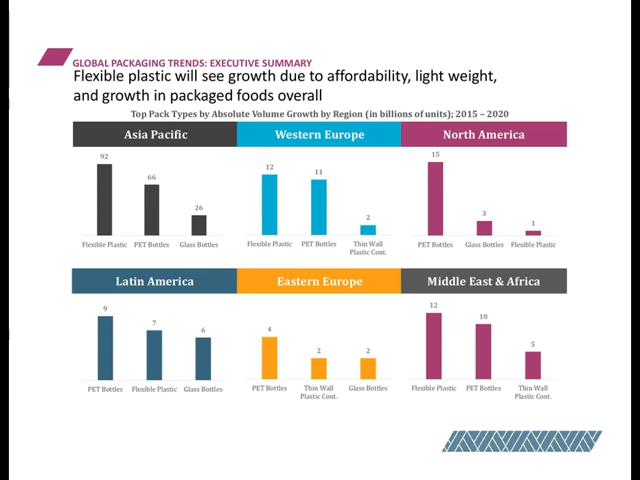 GLOBAL PACKAGING TRENDS: EXECUTIVE SUMMARY
Flexible plastic will see growth due to affordability, light weight,
and growth in packaged foods overall
Top Pack Types by Absolute Volume Growth by Region (in billions of units); 2015 – 2020
Asia Pacific
92
66
26
Flexible Plastic PET Bottles Glass Bottles
Western Europe
12
11
2
Flexible Plastic PET Bottles Thin Wall
Plastic Cont.
North America
15
3
1
PET Bottles Glass Bottles Flexible Plastic
Latin America
9
7
6
PET Bottles Flexible Plastic Glass Bottles
Eastern Europe
4
2
2
PET Bottles Thin Wall Glass Bottles
Plastic Cont.
Middle East & Africa
12
10
5
Flexible Plastic PET Bottles Thin Wall
Plastic Cont.